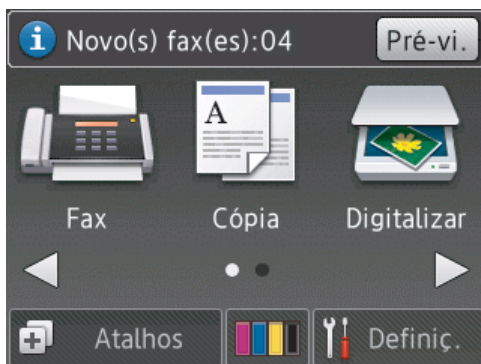 Novo(s) fax(es):04 Pré-vi.
A
Fax Cópia Digitalizar
Atalhos Definiç.